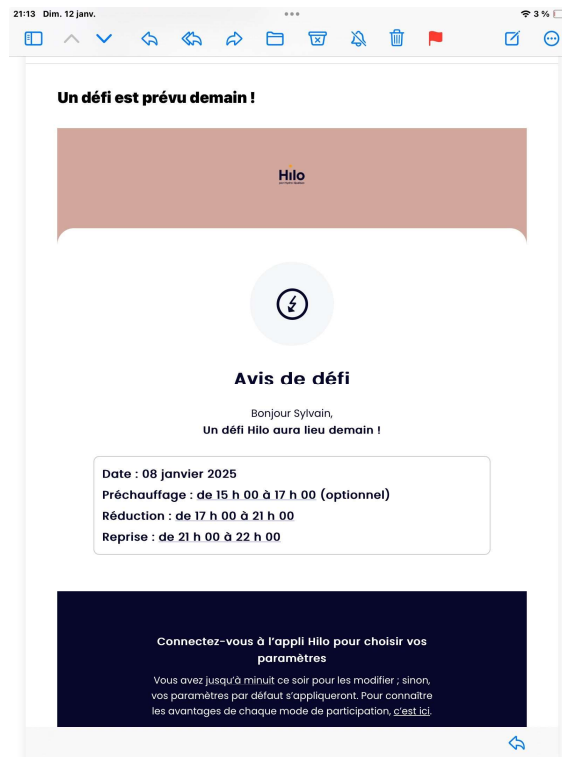 21:13 Dim. 12 janv.
3 %
Un défi est prévu demain !
Hilo
Avis de défi
Bonjour Sylvain,
Un défi Hilo aura lieu demain !
Date : 08 janvier 2025
Préchauffage : de 15 h 00 à 17 h 00 (optionnel)
Réduction : de 17 h 00 à 21 h 00
Reprise : de 21 h 00 à 22 h 00
Connectez-vous à l'appli Hilo pour choisir vos
paramètres
Vous avez jusqu'à minuit ce soir pour les modifier ; sinon,
vos paramètres par défaut s'appliqueront. Pour connaître
les avantages de chaque mode de participation, c'est ici.